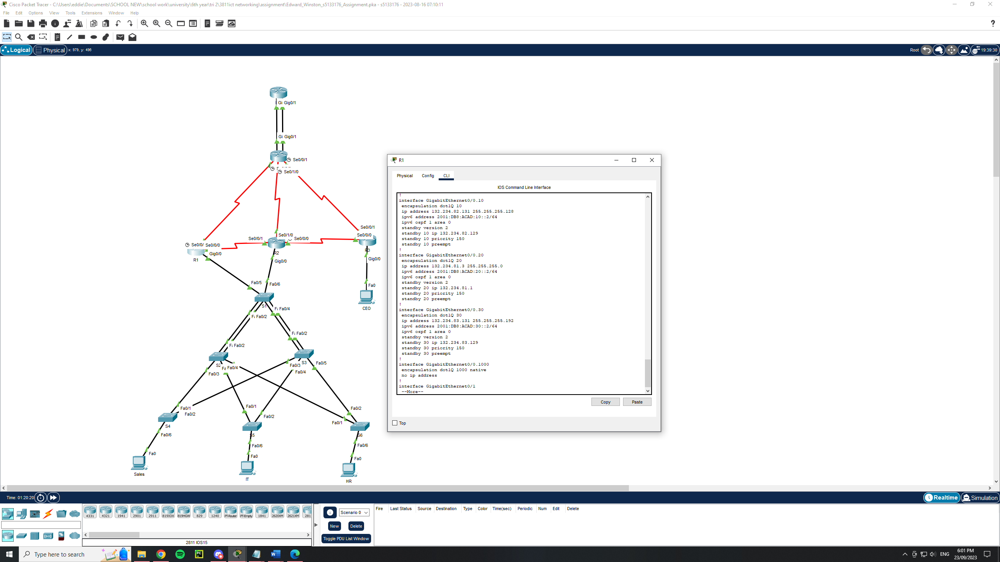 Cisco Packet Tracer - C:\Users\eddie\Documents\SCHOOL NEW\school work\university\6th year\tri 2\3811ict networking\assignment\Edward_Winston_s5133176_Assignment.pka - s5133176 - 2023-08-16 07:10:11
File Edit Options View Tools Extensions Window Help
Logical Physical x: 979, y: 496 Root 19:39:30
Gi Gig0/1
Gi Gig0/1
Se0/0/1
Se0/1/0
Se0/0/1
Se0/0/0
Se0/0/1 Se0/1/0 Se0/0/0
Se0/0/ Se0/0/0
Gig0/0
R1
R2
Gig0/0
R3
Gig0/0
Fa0/5 Fa0/6
Fa0
S1
CEO
Fa0/4
Fa0/2
Fa0/2
Fa0/2
S3
Fa0/4
Fa0/3
Fa0/3
Fa0/5
Fa0/4
Fa0/1
Fa0/2
Fa0/1
Fa0/2
Fa0/2
Fa0/1
S4
S5
S6
Fa0/6
Fa0/6
Fa0/6
Fa0
Fa0
Fa0
Sales
IT
HR
R1
Physical Config CLI
IOS Command Line Interface
!
interface GigabitEthernet0/0.10
encapsulation dot1Q 10
ip address 132.234.82.131 255.255.255.128
ipv6 address 2001:DB8:ACAD:10::2/64
ipv6 ospf 1 area 0
standby version 2
standby 10 ip 132.234.82.129
standby 10 priority 150
standby 10 preempt
!
interface GigabitEthernet0/0.20
encapsulation dot1Q 20
ip address 132.234.81.3 255.255.255.0
ipv6 address 2001:DB8:ACAD:20::2/64
ipv6 ospf 1 area 0
standby version 2
standby 20 ip 132.234.81.1
standby 20 priority 150
standby 20 preempt
!
interface GigabitEthernet0/0.30
encapsulation dot1Q 30
ip address 132.234.83.131 255.255.255.192
ipv6 address 2001:DB8:ACAD:30::2/64
ipv6 ospf 1 area 0
standby version 2
standby 30 ip 132.234.83.129
standby 30 priority 150
standby 30 preempt
!
interface GigabitEthernet0/0.1000
encapsulation dot1Q 1000 native
no ip address
!
interface GigabitEthernet0/1
--More--
Copy Paste
Top
Time: 01:20:20 Realtime Simulation
4331 4321 1941 2901 2911 819IOX 819HGW 829 1240 PT-Router PT-Empty 1841 2620XM 2621XM 281
2811 IOS15
Scenario 0
New Delete
Toggle PDU List Window
Fire Last Status Source Destination Type Color Time(sec) Periodic Num Edit Delete
Type here to search
PC
ENG
6:01 PM
23/09/2023